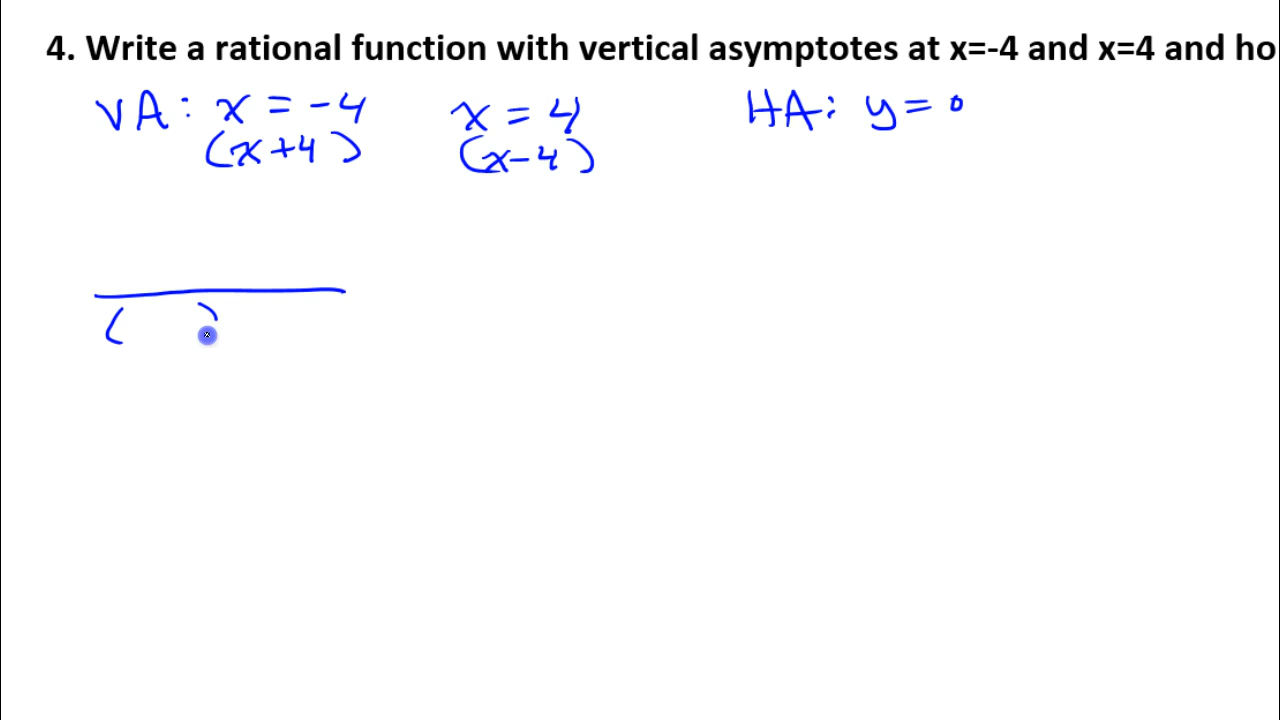 4. Write a rational function with vertical asymptotes at x=-4 and x=4 and ho
VA: x = -4 x = 4 HA: y = 0
(x+4) (x-4)
( )